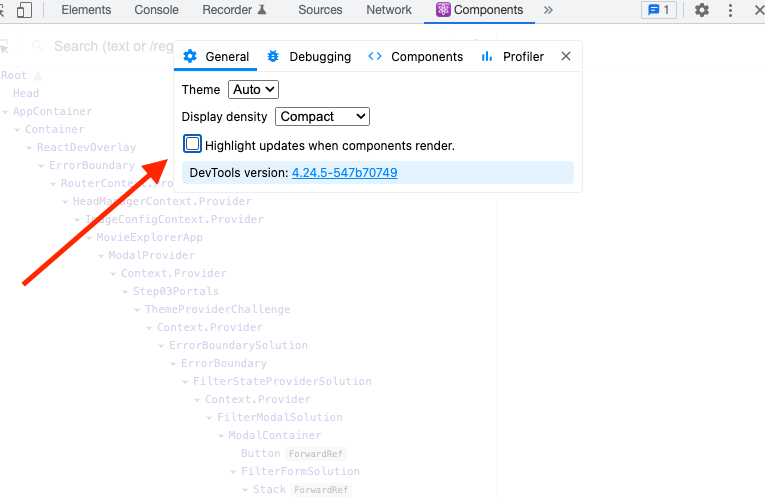 Elements Console Recorder Sources Network Components » 1
Search (text or /reg
General Debugging Components Profiler
Theme Auto
Display density Compact
Highlight updates when components render.
DevTools version: 4.24.5-547b70749
Root
Head
AppContainer
Container
ReactDevOverlay
ErrorBoundary
RouterContext.Pro
HeadManagerContext.Provider
ImageConfigContext.Provider
MovieExplorerApp
ModalProvider
Context.Provider
Step03Portals
ThemeProviderChallenge
Context.Provider
ErrorBoundarySolution
ErrorBoundary
FilterStateProviderSolution
Context.Provider
FilterModalSolution
ModalContainer
Button ForwardRef
FilterFormSolution
Stack ForwardRef